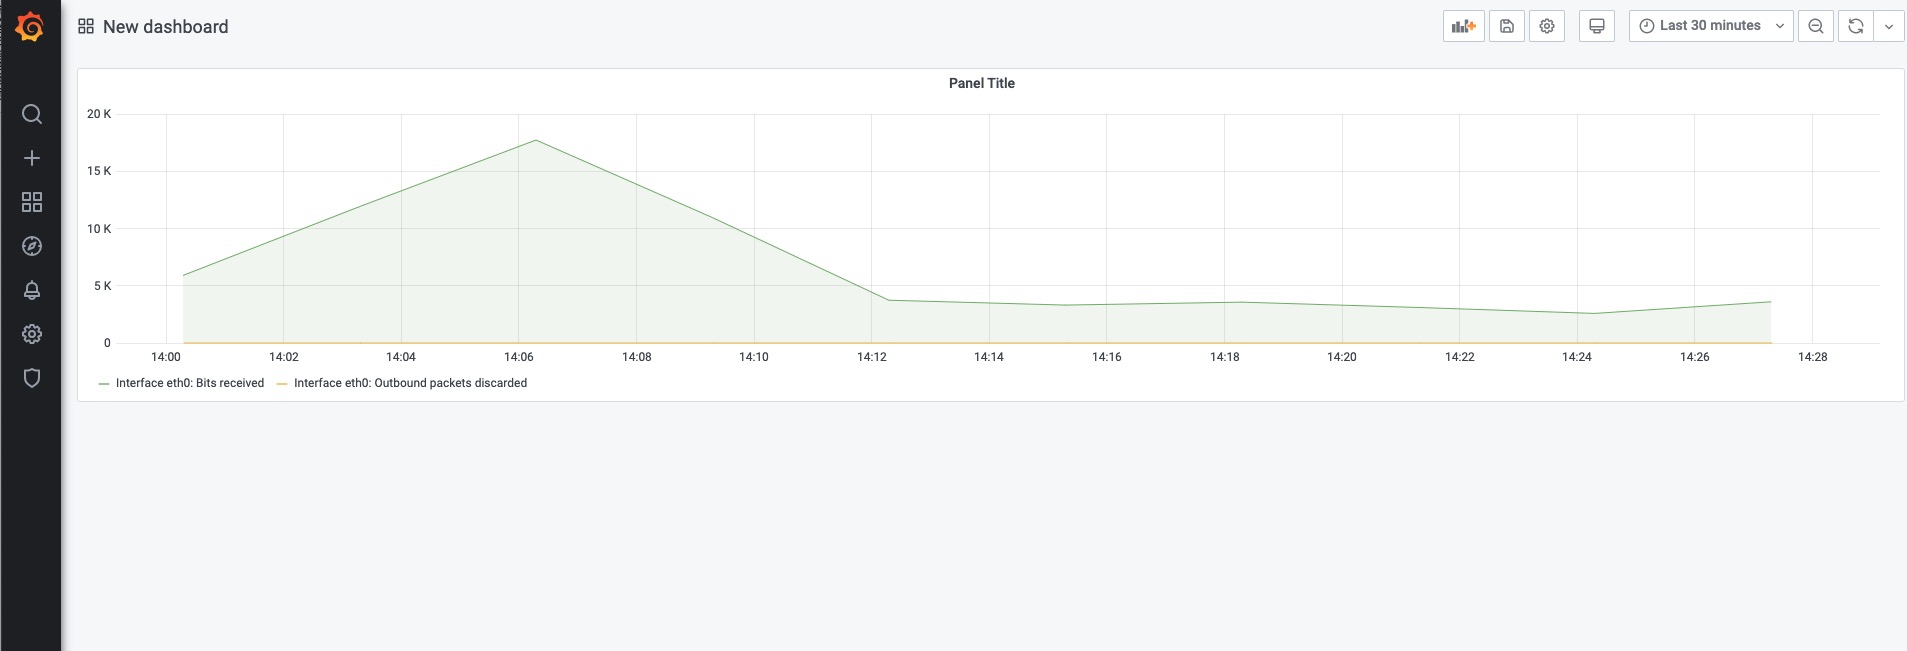 New dashboard
Last 30 minutes
Panel Title
20 K
15 K
10 K
5 K
0
14:00 14:02 14:04 14:06 14:08 14:10 14:12 14:14 14:16 14:18 14:20 14:22 14:24 14:26 14:28
Interface eth0: Bits received Interface eth0: Outbound packets discarded